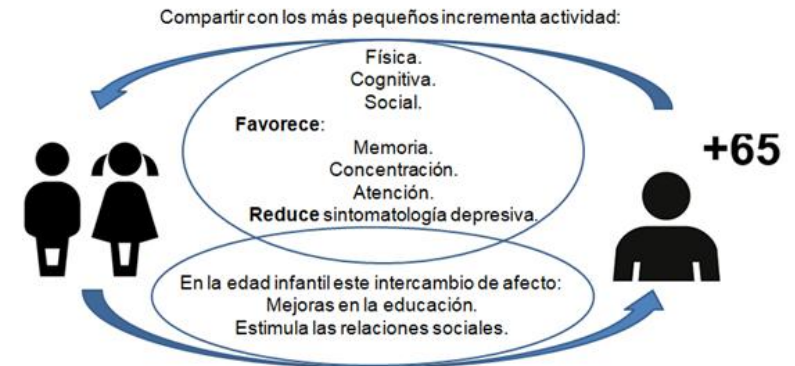 Compartir con los más pequeños incrementa actividad:
Física.
Cognitiva.
Social.
Favorece:
Memoria.
Concentración.
Atención.
Reduce sintomatología depresiva.
+65
En la edad infantil este intercambio de afecto:
Mejoras en la educación.
Estimula las relaciones sociales.